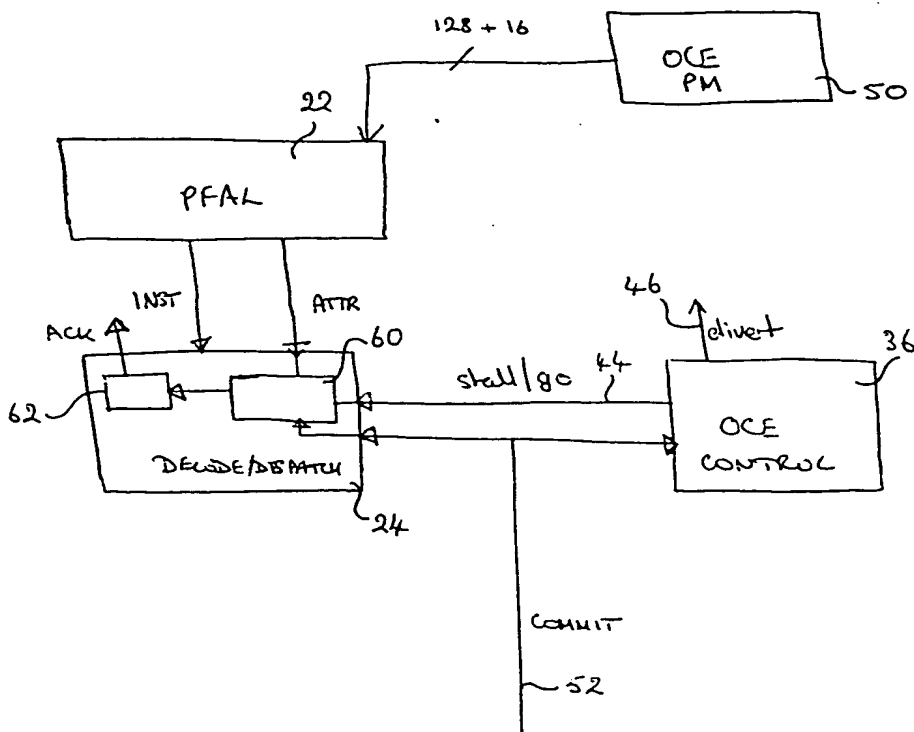 128 + 16
OCE
PM
50
22
PFAL
INST
ATTR
ACK
60
62
DECODE/DISPATCH
24
stall/go
44
46
divert
36
OCE
CONTROL
COMMIT
52